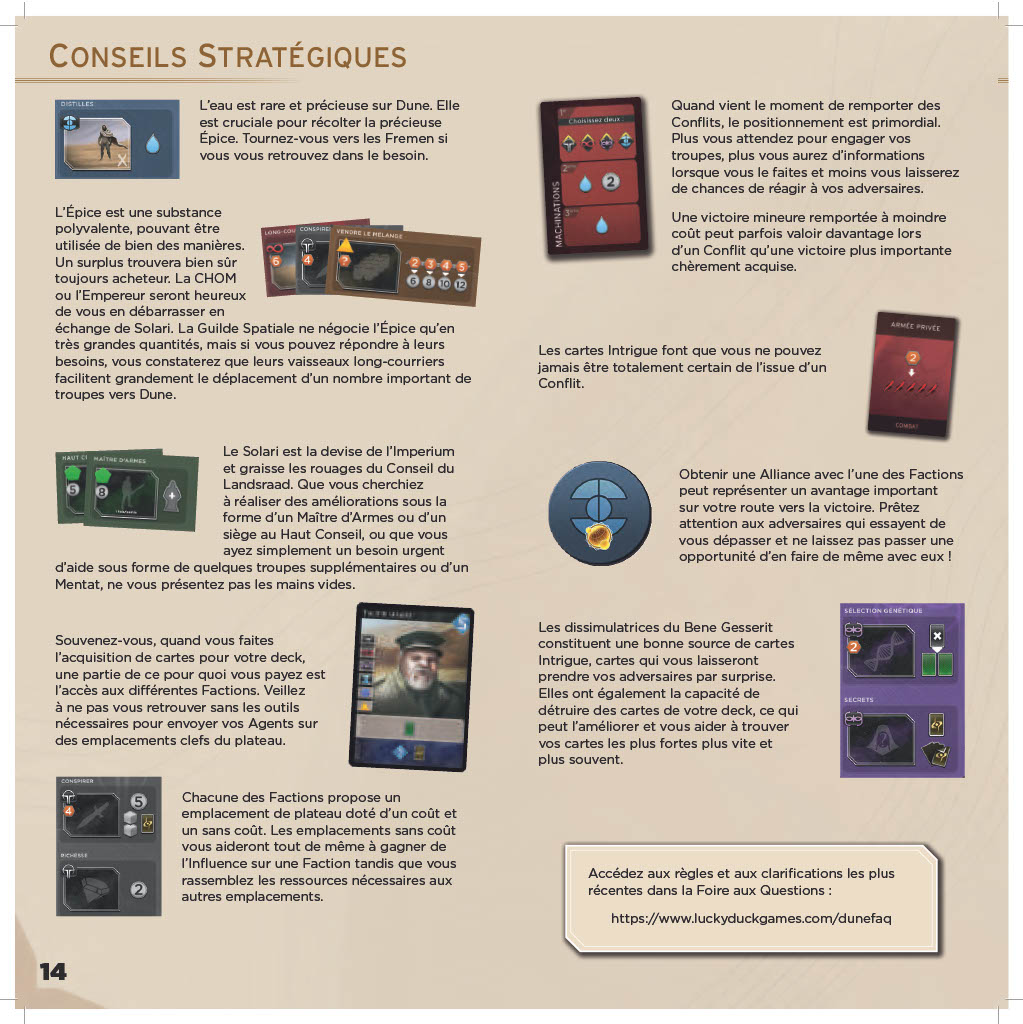 CONSEILS STRATÉGIQUES
DISTILLES
L'eau est rare et précieuse sur Dune. Elle
est cruciale pour récolter la précieuse
Épice. Tournez-vous vers les Fremen si
vous vous retrouvez dans le besoin.
L'Épice est une substance
polyvalente, pouvant être
utilisée de bien des manières.
Un surplus trouvera bien sûr
toujours acheteur. La CHOM
ou l'Empereur seront heureux
de vous en débarrasser en
échange de Solari. La Guilde Spatiale ne négocie l'Épice qu'en
très grandes quantités, mais si vous pouvez répondre à leurs
besoins, vous constaterez que leurs vaisseaux long-courriers
facilitent grandement le déplacement d'un nombre important de
troupes vers Dune.
LONG-COU
CONSPIRE
VENDRE LE MÉLANGE
6
4
?
2 3 4 5
6 8 10 12
HAUT C
MAÎTRE D'ARMES
5
8
+
Le Solari est la devise de l'Imperium
et graisse les rouages du Conseil du
Landsraad. Que vous cherchiez
à réaliser des améliorations sous la
forme d'un Maître d'Armes ou d'un
siège au Haut Conseil, ou que vous
ayez simplement un besoin urgent
d'aide sous forme de quelques troupes supplémentaires ou d'un
Mentat, ne vous présentez pas les mains vides.
Souvenez-vous, quand vous faites
l'acquisition de cartes pour votre deck,
une partie de ce pour quoi vous payez est
l'accès aux différentes Factions. Veillez
à ne pas vous retrouver sans les outils
nécessaires pour envoyer vos Agents sur
des emplacements clefs du plateau.
5
CONSPIRER
4
5
RICHESSE
2
Chacune des Factions propose un
emplacement de plateau doté d'un coût et
un sans coût. Les emplacements sans coût
vous aideront tout de même à gagner de
l'Influence sur une Faction tandis que vous
rassemblez les ressources nécessaires aux
autres emplacements.
14
MACHINATIONS
Choisissez deux :
2
Quand vient le moment de remporter des
Conflits, le positionnement est primordial.
Plus vous attendez pour engager vos
troupes, plus vous aurez d'informations
lorsque vous le faites et moins vous laisserez
de chances de réagir à vos adversaires.
Une victoire mineure remportée à moindre
coût peut parfois valoir davantage lors
d'un Conflit qu'une victoire plus importante
chèrement acquise.
Les cartes Intrigue font que vous ne pouvez
jamais être totalement certain de l'issue d'un
Conflit.
ARMÉE PRIVÉE
2
COMBAT
Obtenir une Alliance avec l'une des Factions
peut représenter un avantage important
sur votre route vers la victoire. Prêtez
attention aux adversaires qui essayent de
vous dépasser et ne laissez pas passer une
opportunité d'en faire de même avec eux !
Les dissimulatrices du Bene Gesserit
constituent une bonne source de cartes
Intrigue, cartes qui vous laisseront
prendre vos adversaires par surprise.
Elles ont également la capacité de
détruire des cartes de votre deck, ce qui
peut l'améliorer et vous aider à trouver
vos cartes les plus fortes plus vite et
plus souvent.
SÉLECTION GÉNÉTIQUE
2
SECRETS
Accédez aux règles et aux clarifications les plus
récentes dans la Foire aux Questions :
https://www.luckyduckgames.com/dunefaq